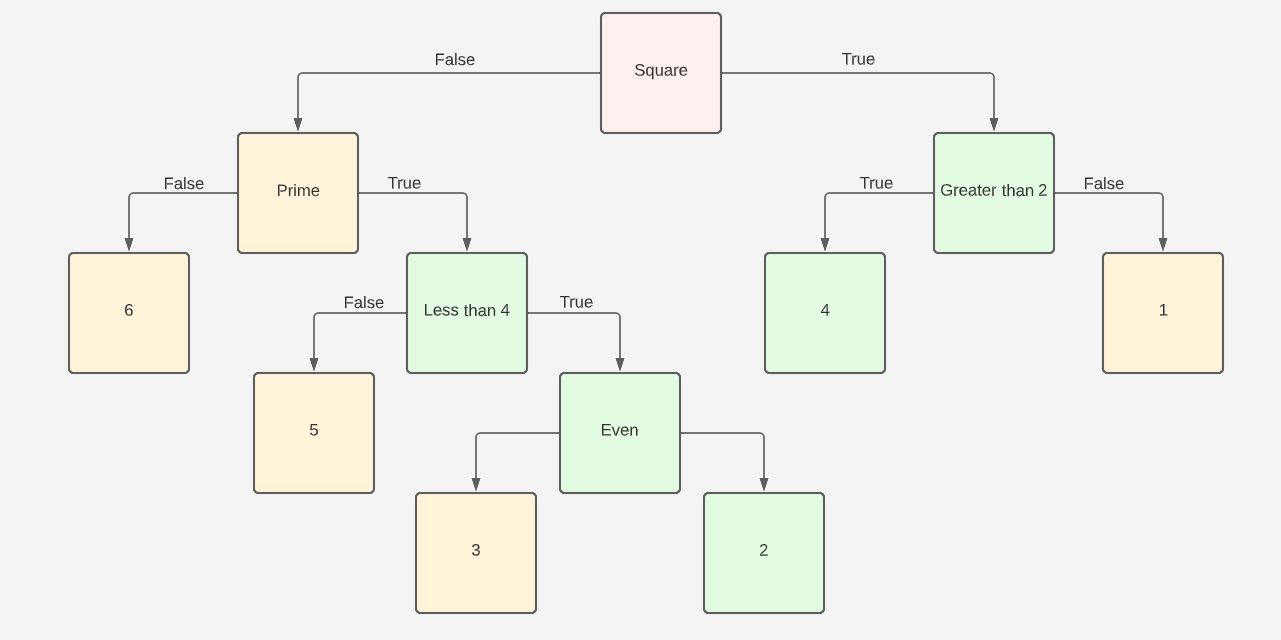 Square
False
True
Prime
Greater than 2
False
True
True
False
6
Less than 4
4
1
False
True
5
Even
3
2